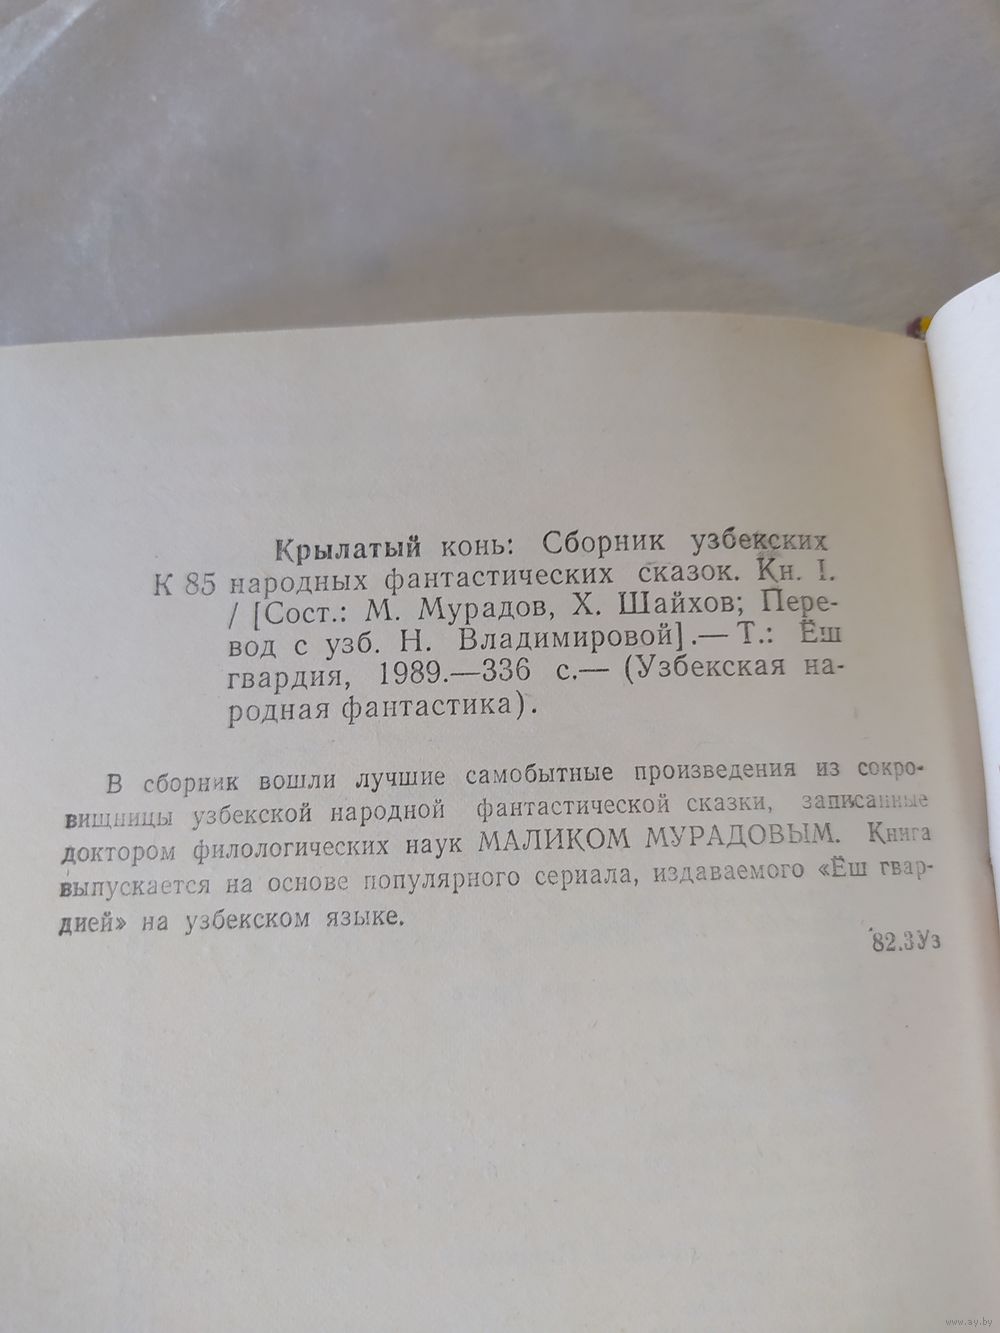 Крылатый конь: Сборник узбекских
К 85 народных фантастических сказок. Кн. I.
/ [Сост.: М. Мурадов, Х. Шайхов; Пере-
вод с узб. Н. Владимировой].— Т.: Ёш
гвардия, 1989.—336 с.— (Узбекская на-
родная фантастика).
В сборник вошли лучшие самобытные произведения из сокро-
вищницы узбекской народной фантастической сказки, записанные
доктором филологических наук МАЛИКОМ МУРАДОВЫМ. Книга
выпускается на основе популярного сериала, издаваемого «Ёш гвар-
дией» на узбекском языке.
82.3Уз
www.ay.by